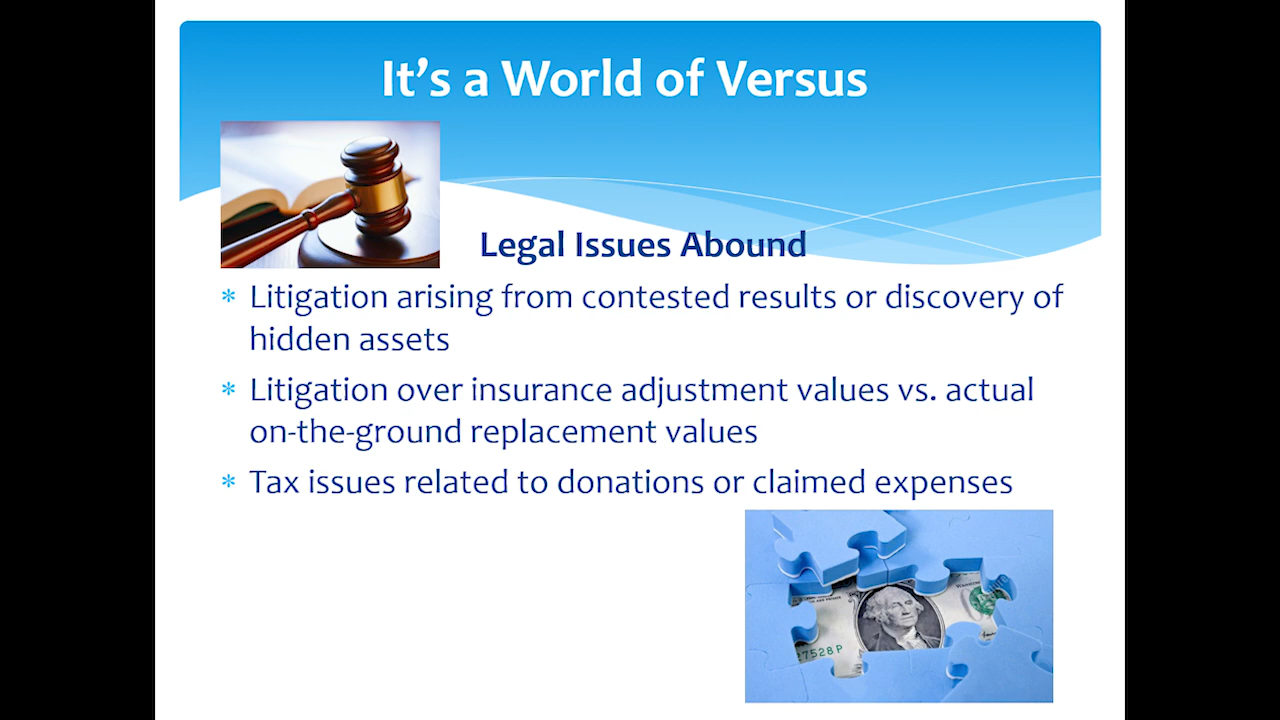 It’s a World of Versus
Legal Issues Abound
* Litigation arising from contested results or discovery of
hidden assets
* Litigation over insurance adjustment values vs. actual
on-the-ground replacement values
* Tax issues related to donations or claimed expenses
27528P